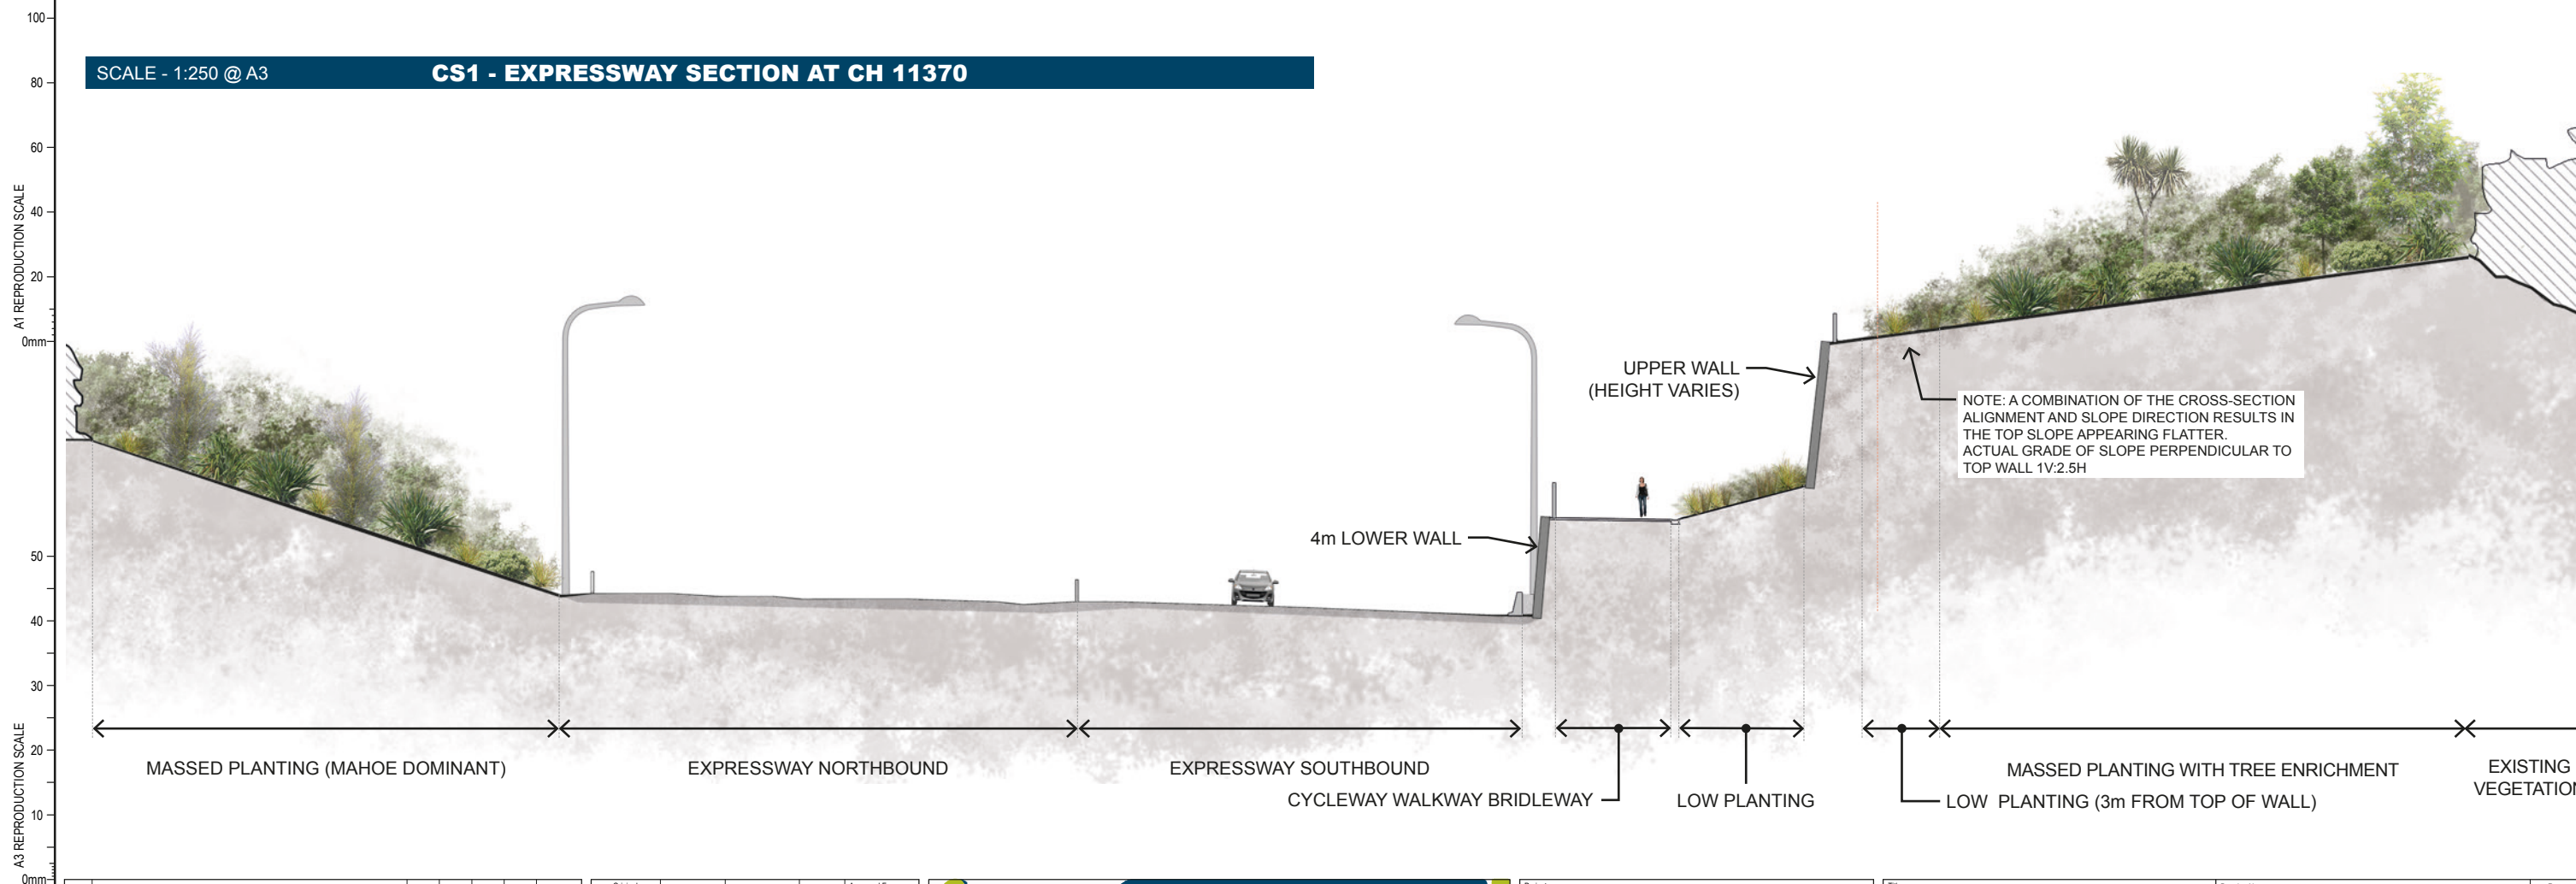 100
80
60
40
20
0mm
A1 REPRODUCTION SCALE
50
40
30
20
10
0mm
A3 REPRODUCTION SCALE
SCALE - 1:250 @ A3
CS1 - EXPRESSWAY SECTION AT CH 11370
UPPER WALL
(HEIGHT VARIES)
NOTE: A COMBINATION OF THE CROSS-SECTION
ALIGNMENT AND SLOPE DIRECTION RESULTS IN
THE TOP SLOPE APPEARING FLATTER.
ACTUAL GRADE OF SLOPE PERPENDICULAR TO
TOP WALL 1V:2.5H
4m LOWER WALL
MASSED PLANTING (MAHOE DOMINANT)
EXPRESSWAY NORTHBOUND
EXPRESSWAY SOUTHBOUND
CYCLEWAY WALKWAY BRIDLEWAY
LOW PLANTING
MASSED PLANTING WITH TREE ENRICHMENT
LOW PLANTING (3m FROM TOP OF WALL)
EXISTING
VEGETATION